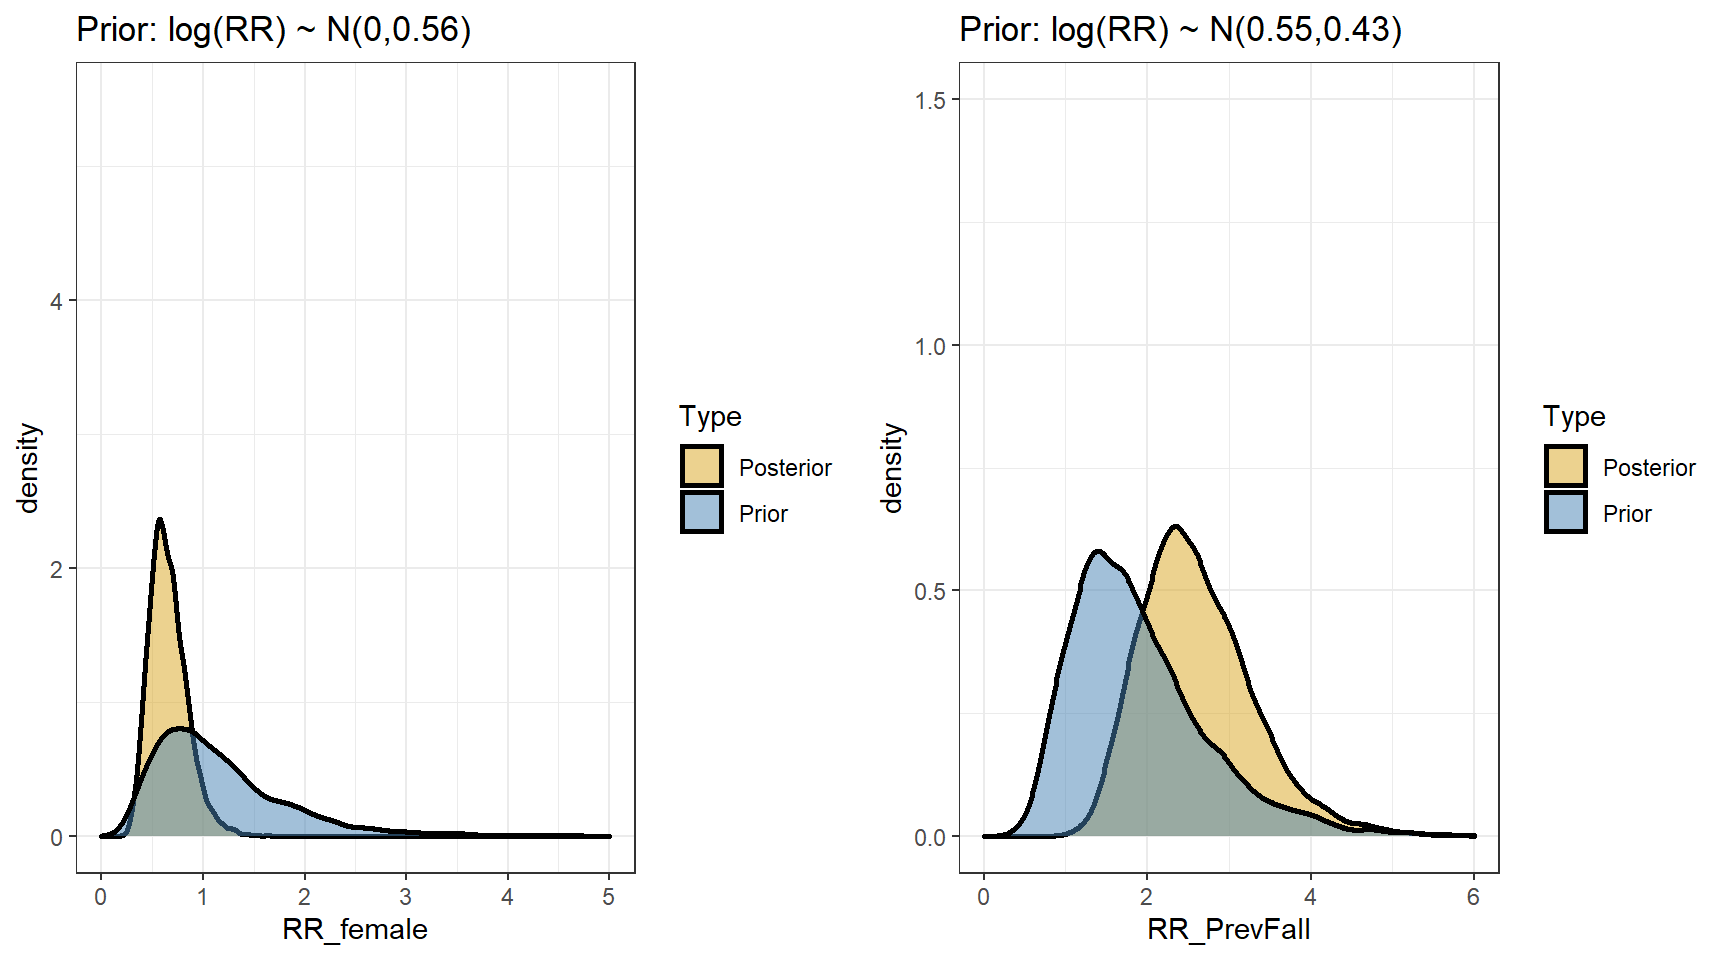 Prior: log(RR) ~ N(0,0.56)
density
4
2
0
0 1 2 3 4 5
RR_female
Type
Posterior
Prior
Prior: log(RR) ~ N(0.55,0.43)
density
1.5
1.0
0.5
0.0
0 2 4 6
RR_PrevFall
Type
Posterior
Prior